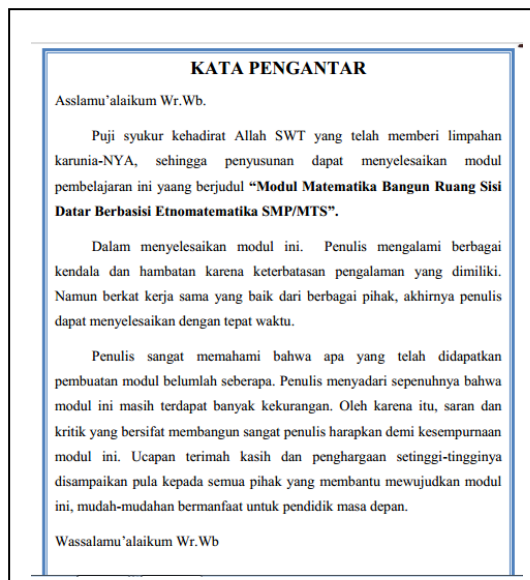 KATA PENGANTAR
Asslamu’alaikum Wr.Wb.
Puji syukur kehadirat Allah SWT yang telah memberi limpahan
karunia-NYA, sehingga penyusunan dapat menyelesaikan modul
pembelajaran ini yaang berjudul “Modul Matematika Bangun Ruang Sisi
Datar Berbasisi Etnomatematika SMP/MTS”.
Dalam menyelesaikan modul ini. Penulis mengalami berbagai
kendala dan hambatan karena keterbatasan pengalaman yang dimiliki.
Namun berkat kerja sama yang baik dari berbagai pihak, akhirnya penulis
dapat menyelesaikan dengan tepat waktu.
Penulis sangat memahami bahwa apa yang telah didapatkan
pembuatan modul belumlah seberapa. Penulis menyadari sepenuhnya bahwa
modul ini masih terdapat banyak kekurangan. Oleh karena itu, saran dan
kritik yang bersifat membangun sangat penulis harapkan demi kesempurnaan
modul ini. Ucapan terimah kasih dan penghargaan setinggi-tingginya
disampaikan pula kepada semua pihak yang membantu mewujudkan modul
ini, mudah-mudahan bermanfaat untuk pendidik masa depan.
Wassalamu’alaikum Wr.Wb